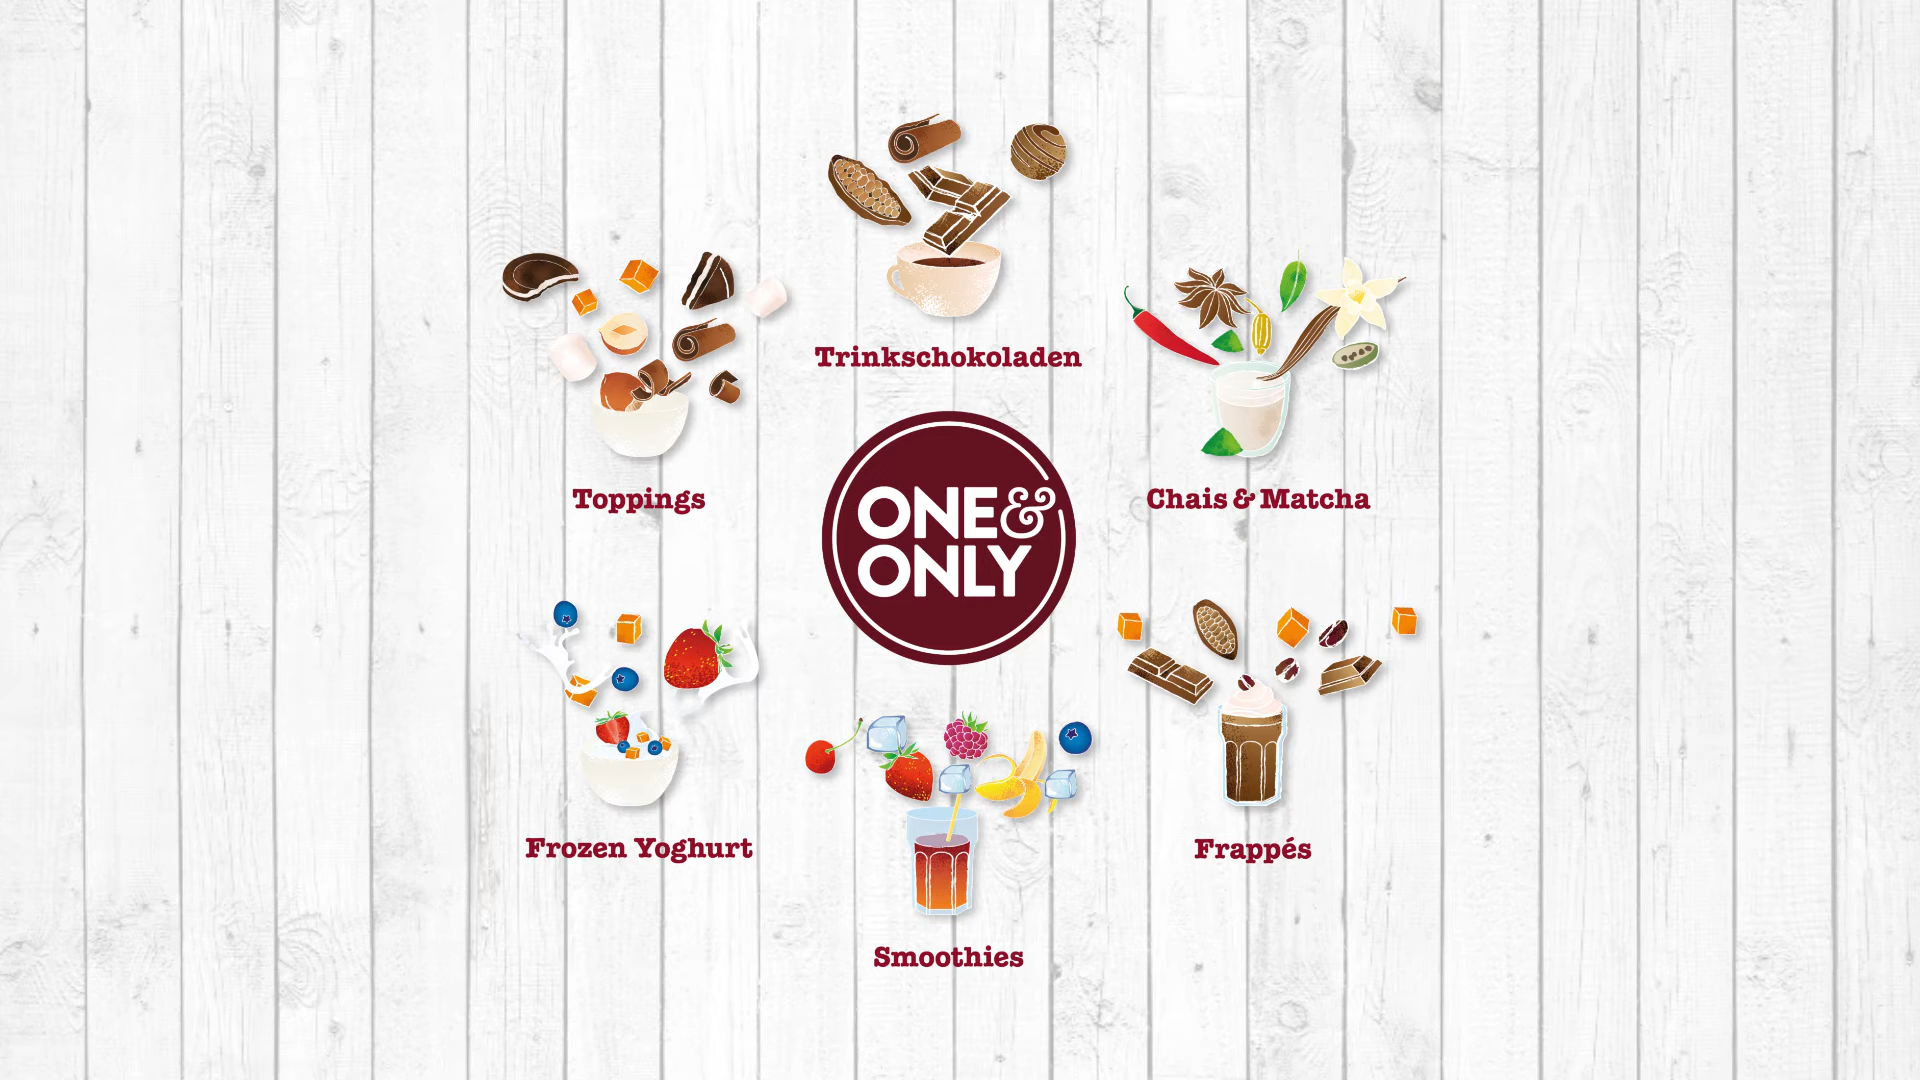 Trinkschokoladen
Toppings
Chais & Matcha
ONE&
ONLY
Frozen Yoghurt
Frappés
Smoothies